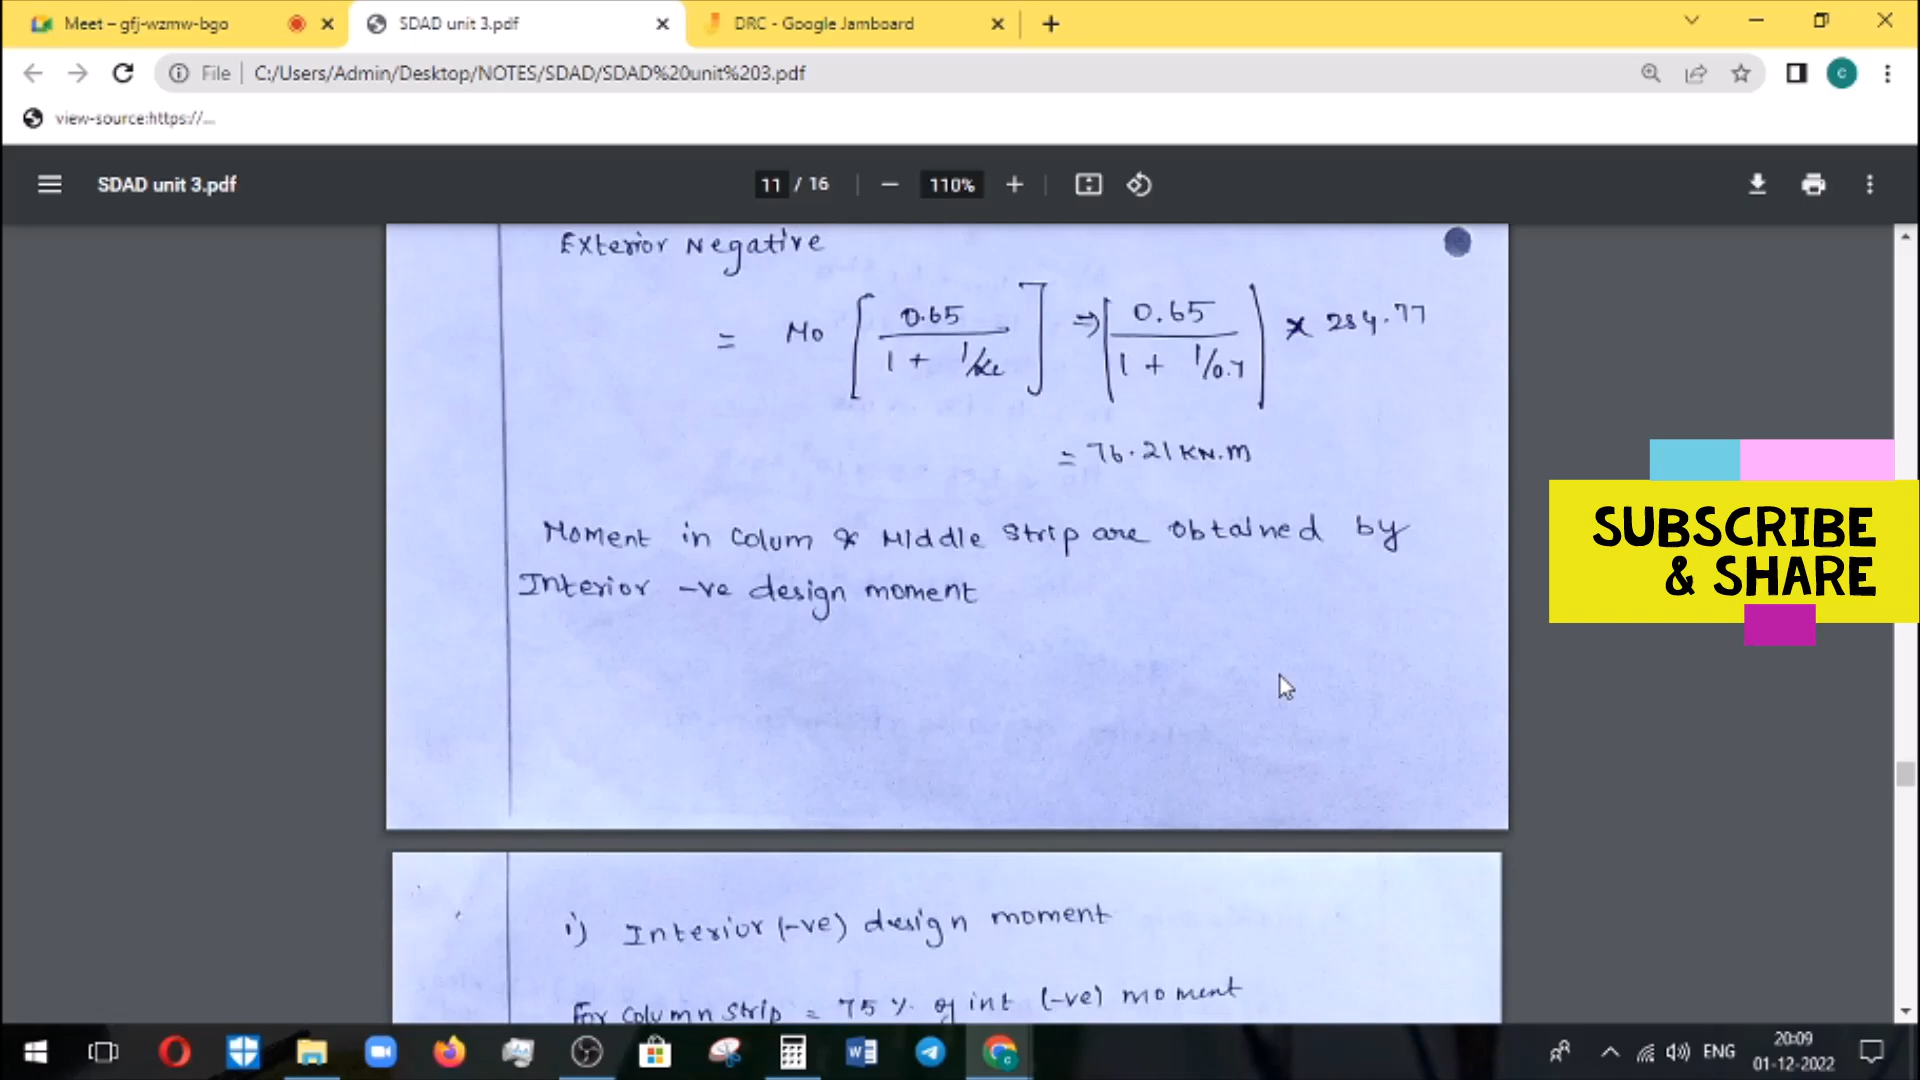 Meet – gfj-wzmw-bgo
SDAD unit 3.pdf
DRC - Google Jamboard
File
C:/Users/Admin/Desktop/NOTES/SDAD/SDAD%20unit%203.pdf
c
view-source:https://...
SDAD unit 3.pdf
11 / 16
110%
Exterior Negative
= Mo [ 0.65 / 1 + 1/αc ] ⇒ [ 0.65 / 1 + 1/0.7 ] × 284.77
= 76.21 KN.m
Moment in Colum & Middle Strip are obtained by
Interior -ve design moment
SUBSCRIBE
& SHARE
i) Interior (-ve) design moment
For Column Strip = 75 % of int (-ve) moment
ENG
20:09
01-12-2022